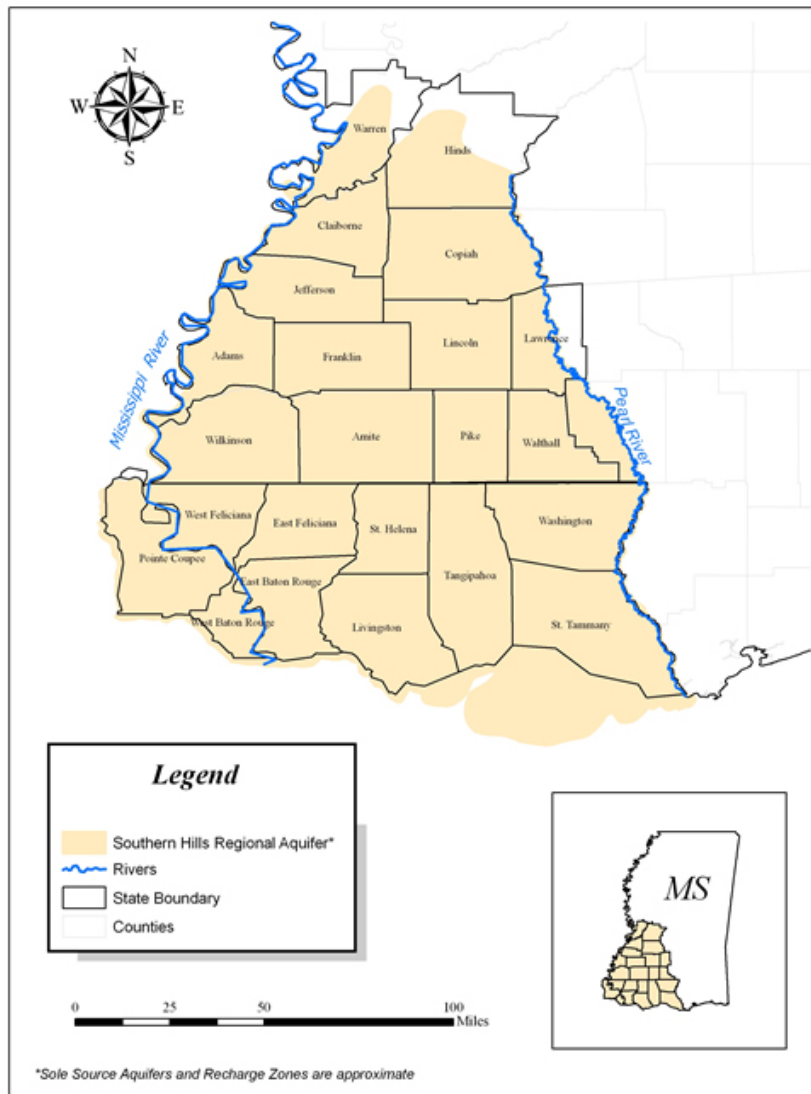 N
W E
S
Warren
Hinds
Claiborne
Copiah
Jefferson
Lincoln
Lawrence
Adams
Franklin
Mississippi River
Pearl River
Wilkinson
Amite
Pike
Walthall
West Feliciana
East Feliciana
St. Helena
Washington
Pointe Coupee
Tangipahoa
East Baton Rouge
West Baton Rouge
Livingston
St. Tammany
Legend
Southern Hills Regional Aquifer*
Rivers
State Boundary
Counties
MS
0 25 50 100
Miles
*Sole Source Aquifers and Recharge Zones are approximate